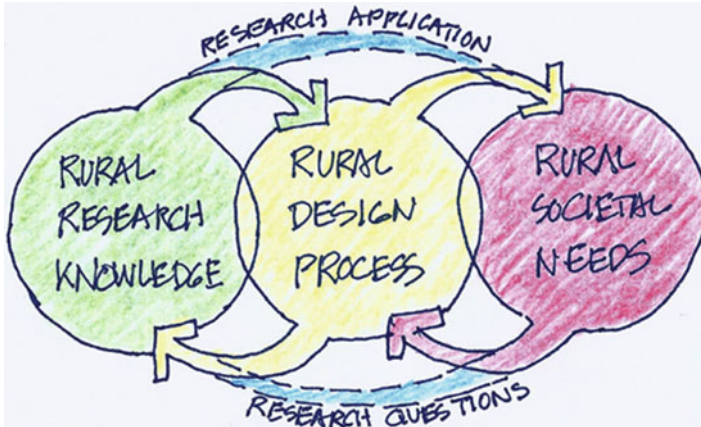 RESEARCH APPLICATION
RURAL
RESEARCH
KNOWLEDGE
RURAL
DESIGN
PROCESS
RURAL
SOCIETAL
NEEDS
RESEARCH QUESTIONS